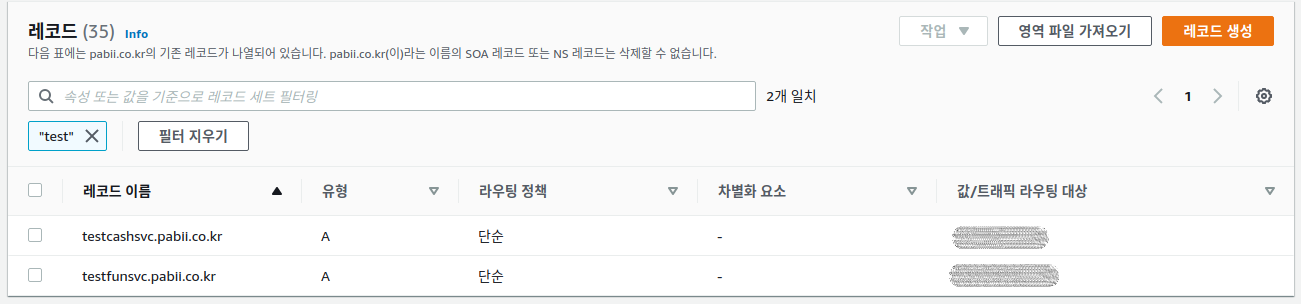 레코드 (35) Info
작업 영역 파일 가져오기 레코드 생성
다음 표에는 pabii.co.kr의 기존 레코드가 나열되어 있습니다. pabii.co.kr(이)라는 이름의 SOA 레코드 또는 NS 레코드는 삭제할 수 없습니다.
속성 또는 값을 기준으로 레코드 세트 필터링 2개 일치 1
"test" 필터 지우기
레코드 이름 유형 라우팅 정책 차별화 요소 값/트래픽 라우팅 대상
testcashsvc.pabii.co.kr A 단순 -
testfunsvc.pabii.co.kr A 단순 -